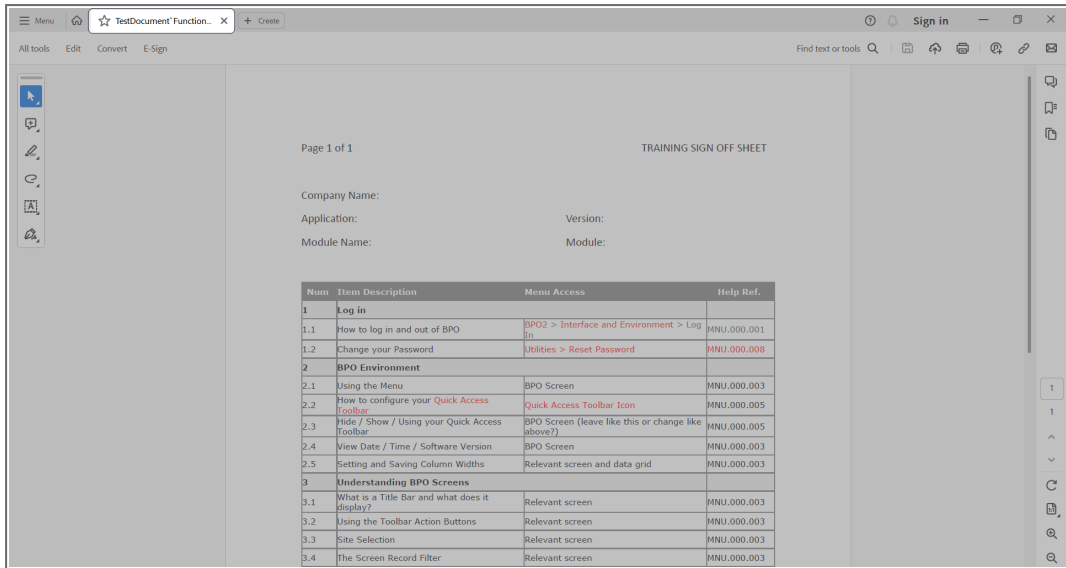 Menu
TestDocument`Function...
Create
Sign in
All tools Edit Convert E-Sign
Find text or tools
Page 1 of 1 TRAINING SIGN OFF SHEET
Company Name:
Application: Version:
Module Name: Module:
Num Item Description Menu Access Help Ref.
1 Log in
1.1 How to log in and out of BPO BPO2 > Interface and Environment > Log In MNU.000.001
1.2 Change your Password Utilities > Reset Password MNU.000.008
2 BPO Environment
2.1 Using the Menu BPO Screen MNU.000.003
2.2 How to configure your Quick Access Toolbar Quick Access Toolbar Icon MNU.000.005
2.3 Hide / Show / Using your Quick Access Toolbar BPO Screen (leave like this or change like above?) MNU.000.005
2.4 View Date / Time / Software Version BPO Screen MNU.000.003
2.5 Setting and Saving Column Widths Relevant screen and data grid MNU.000.003
3 Understanding BPO Screens
3.1 What is a Title Bar and what does it display? Relevant screen MNU.000.003
3.2 Using the Toolbar Action Buttons Relevant screen MNU.000.003
3.3 Site Selection Relevant screen MNU.000.003
3.4 The Screen Record Filter Relevant screen MNU.000.003
1
1